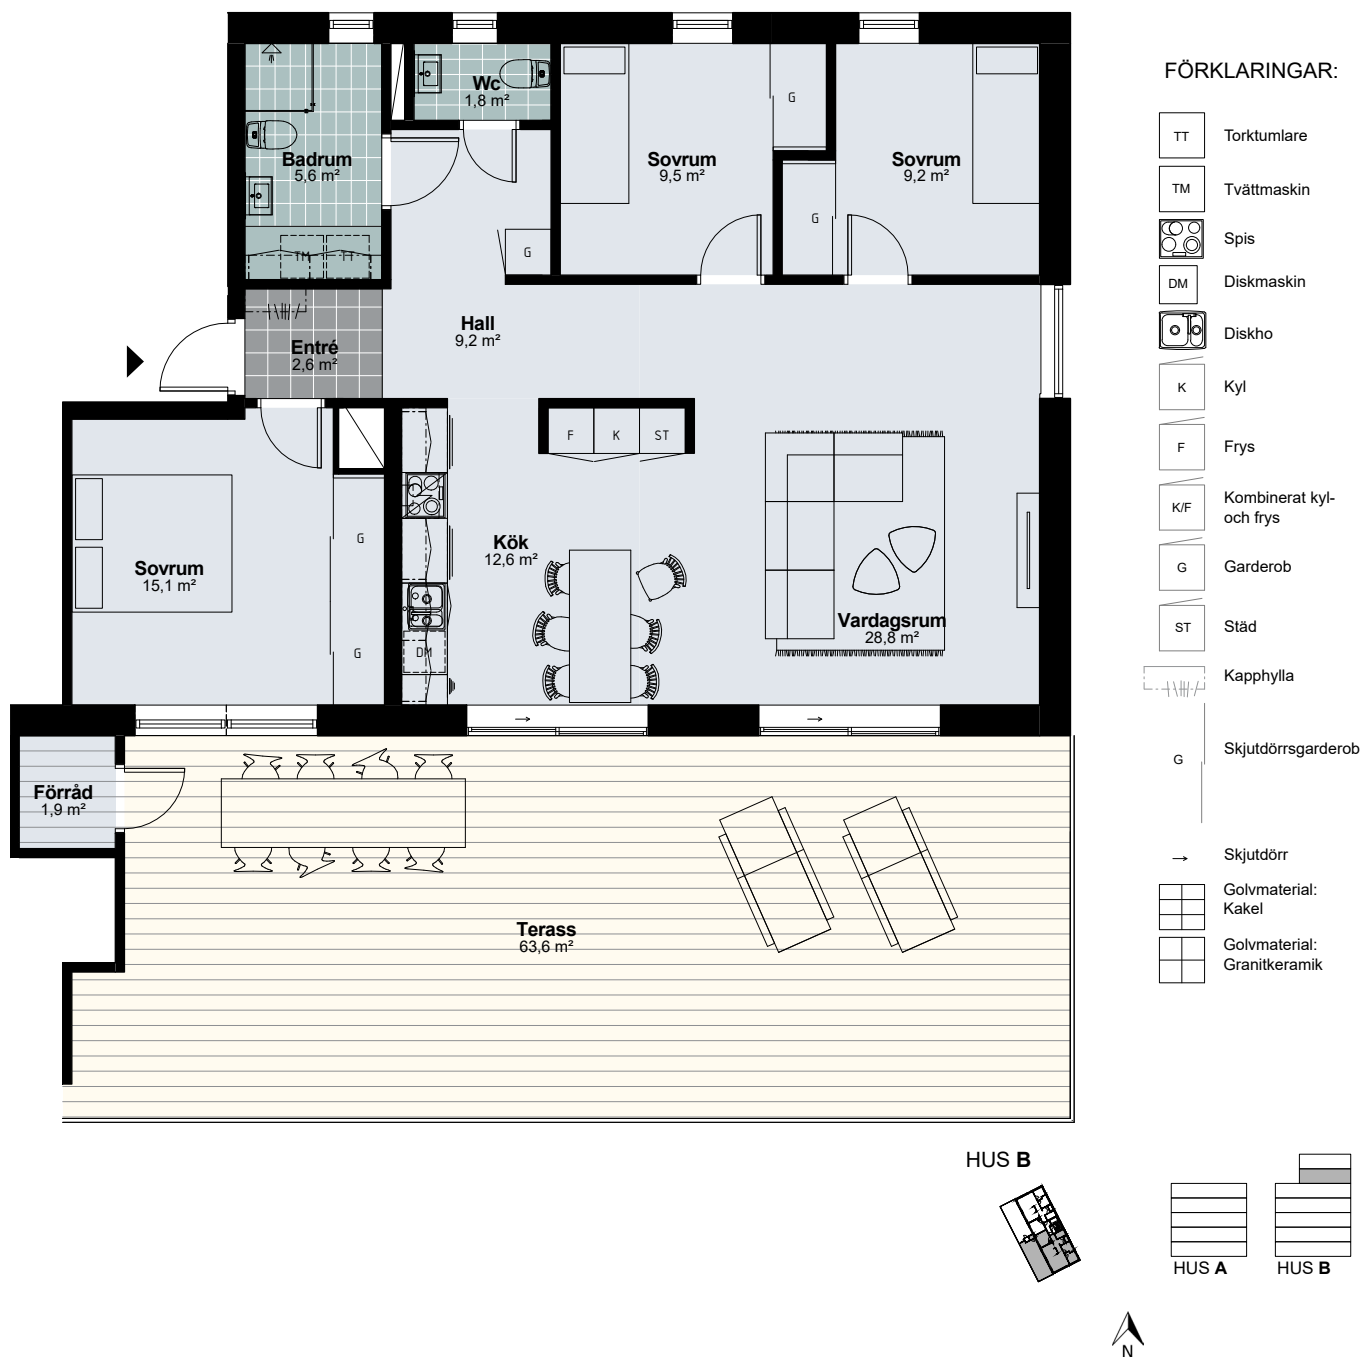 Wc
1,8 m²
Badrum
5,6 m²
TM
TT
Sovrum
9,5 m²
G
G
Sovrum
9,2 m²
G
Hall
9,2 m²
Entré
2,6 m²
F
K
ST
Sovrum
15,1 m²
G
G
Kök
12,6 m²
DM
Vardagsrum
28,8 m²
→
→
Förråd
1,9 m²
Terass
63,6 m²
FÖRKLARINGAR:
TT Torktumlare
TM Tvättmaskin
Spis
DM Diskmaskin
Diskho
K Kyl
F Frys
K/F Kombinerat kyl-
och frys
G Garderob
ST Städ
Kapphylla
G Skjutdörrsgarderob
→ Skjutdörr
Golvmaterial:
Kakel
Golvmaterial:
Granitkeramik
HUS B
HUS A
HUS B
N